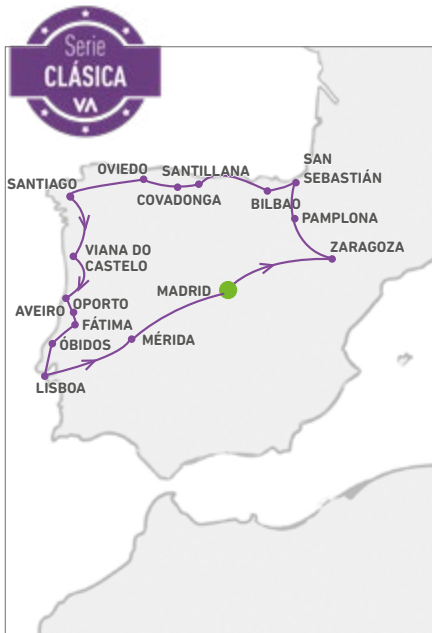 Serie
CLÁSICA
VA
SAN
SEBASTIÁN
OVIEDO
SANTILLANA
SANTIAGO
COVADONGA
BILBAO
PAMPLONA
VIANA DO
CASTELO
ZARAGOZA
MADRID
OPORTO
AVEIRO
FÁTIMA
ÓBIDOS
MÉRIDA
LISBOA